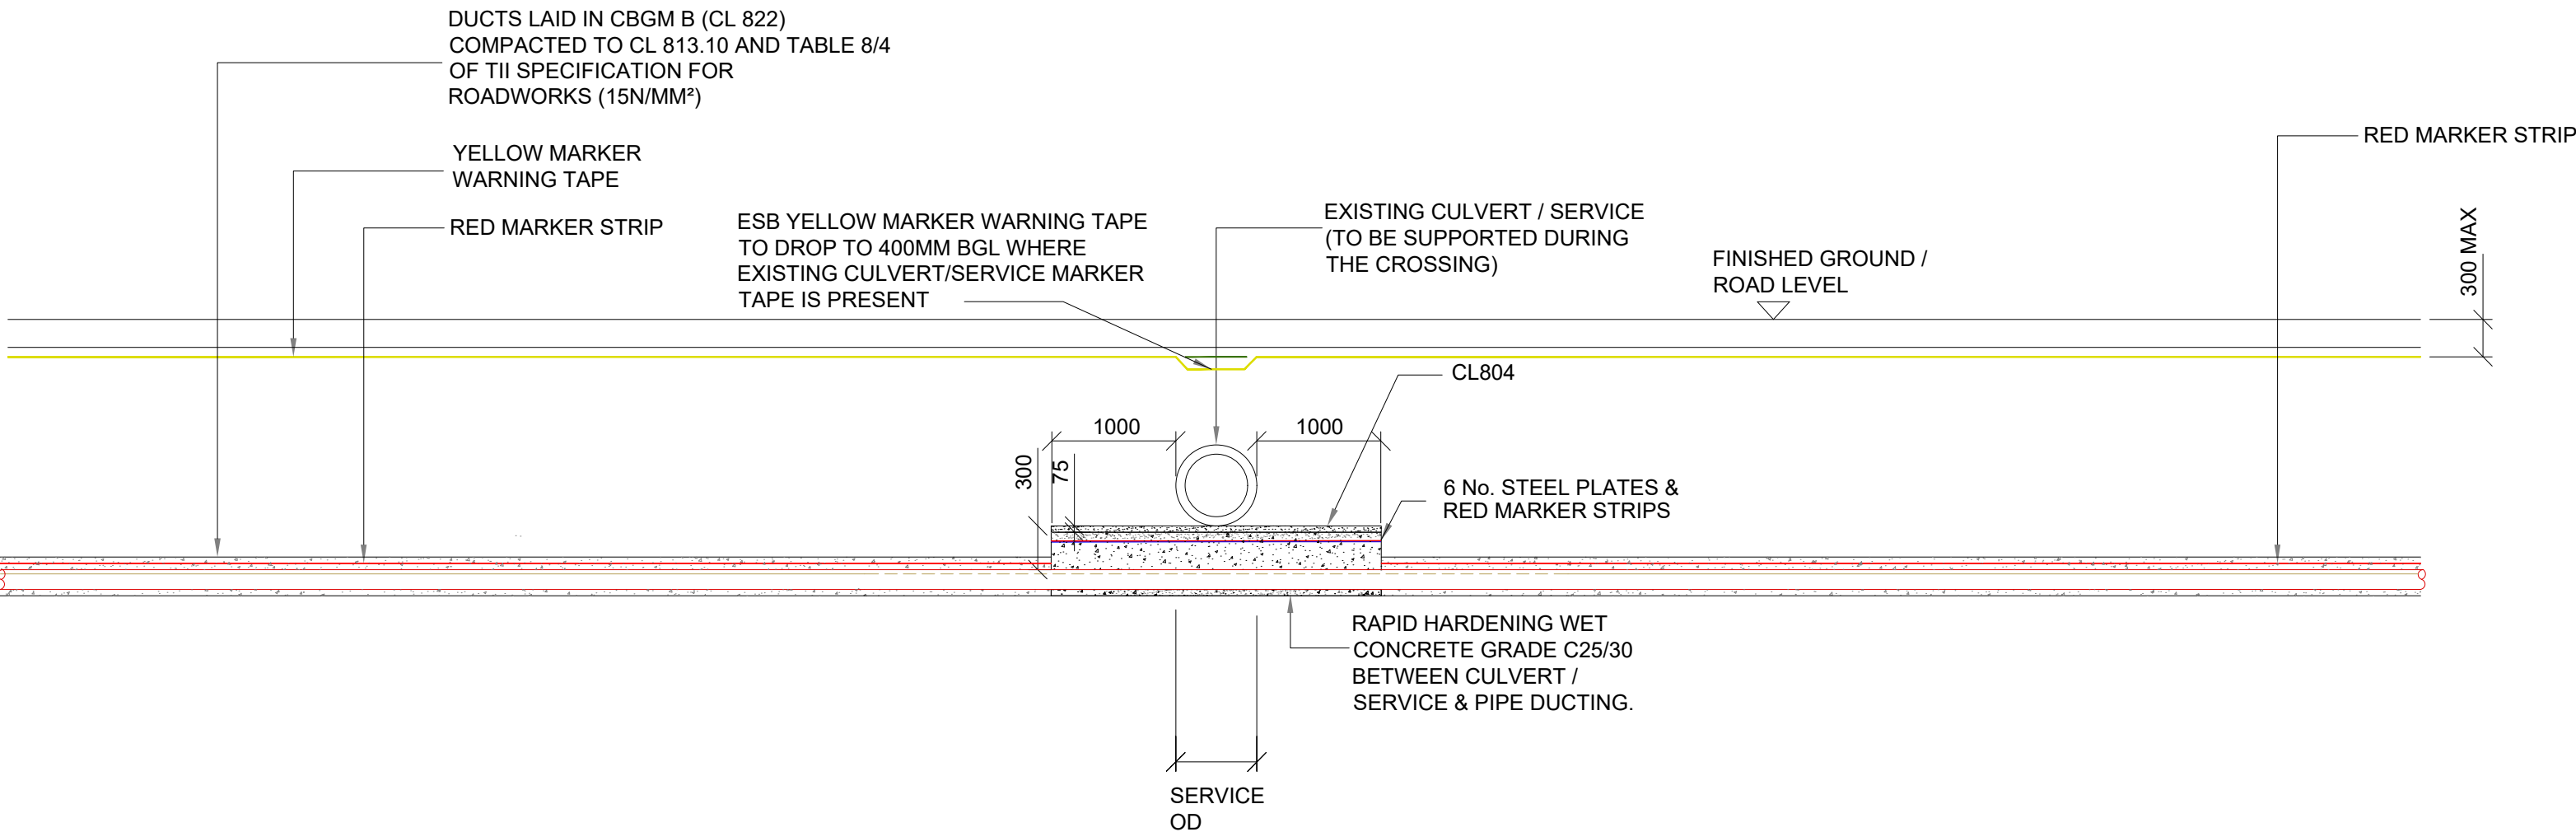 DUCTS LAID IN CBGM B (CL 822)
COMPACTED TO CL 813.10 AND TABLE 8/4
OF TII SPECIFICATION FOR
ROADWORKS (15N/MM²)
YELLOW MARKER
WARNING TAPE
RED MARKER STRIP
ESB YELLOW MARKER WARNING TAPE
TO DROP TO 400MM BGL WHERE
EXISTING CULVERT/SERVICE MARKER
TAPE IS PRESENT
EXISTING CULVERT / SERVICE
(TO BE SUPPORTED DURING
THE CROSSING)
FINISHED GROUND /
ROAD LEVEL
RED MARKER STRIP
300 MAX
CL804
1000
1000
300
75
6 No. STEEL PLATES &
RED MARKER STRIPS
RAPID HARDENING WET
CONCRETE GRADE C25/30
BETWEEN CULVERT /
SERVICE & PIPE DUCTING.
SERVICE
OD